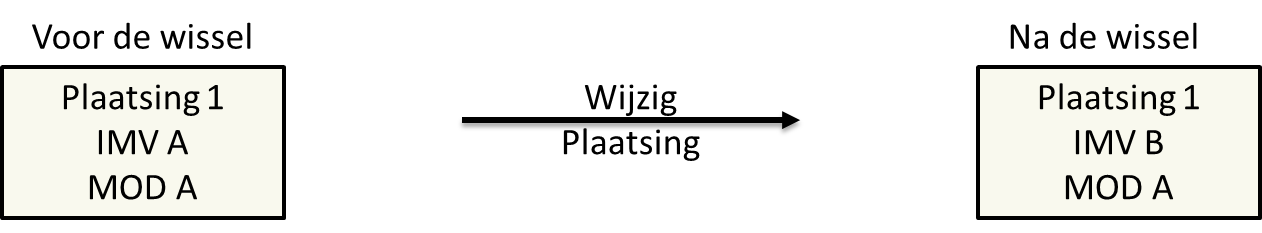 Voor de wissel
Plaatsing 1
IMV A
MOD A
Wijzig
Plaatsing
Na de wissel
Plaatsing 1
IMV B
MOD A